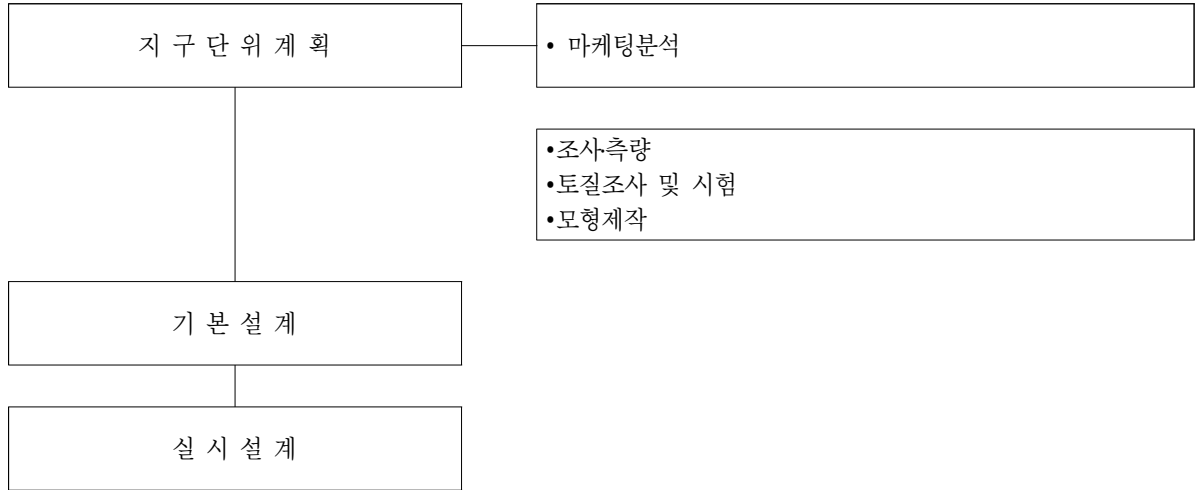 지 구 단 위 계 획
• 마케팅분석
•조사·측량
•토질조사 및 시험
•모형제작
기 본 설 계
실 시 설 계